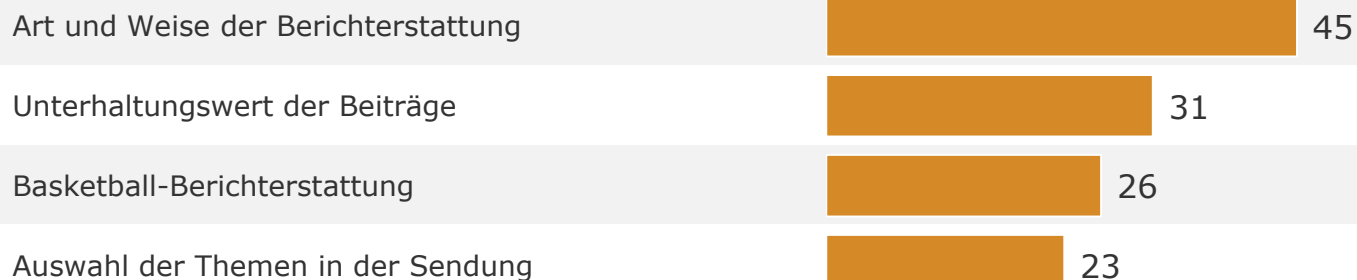 Art und Weise der Berichterstattung 45
Unterhaltungswert der Beiträge 31
Basketball-Berichterstattung 26
Auswahl der Themen in der Sendung 23